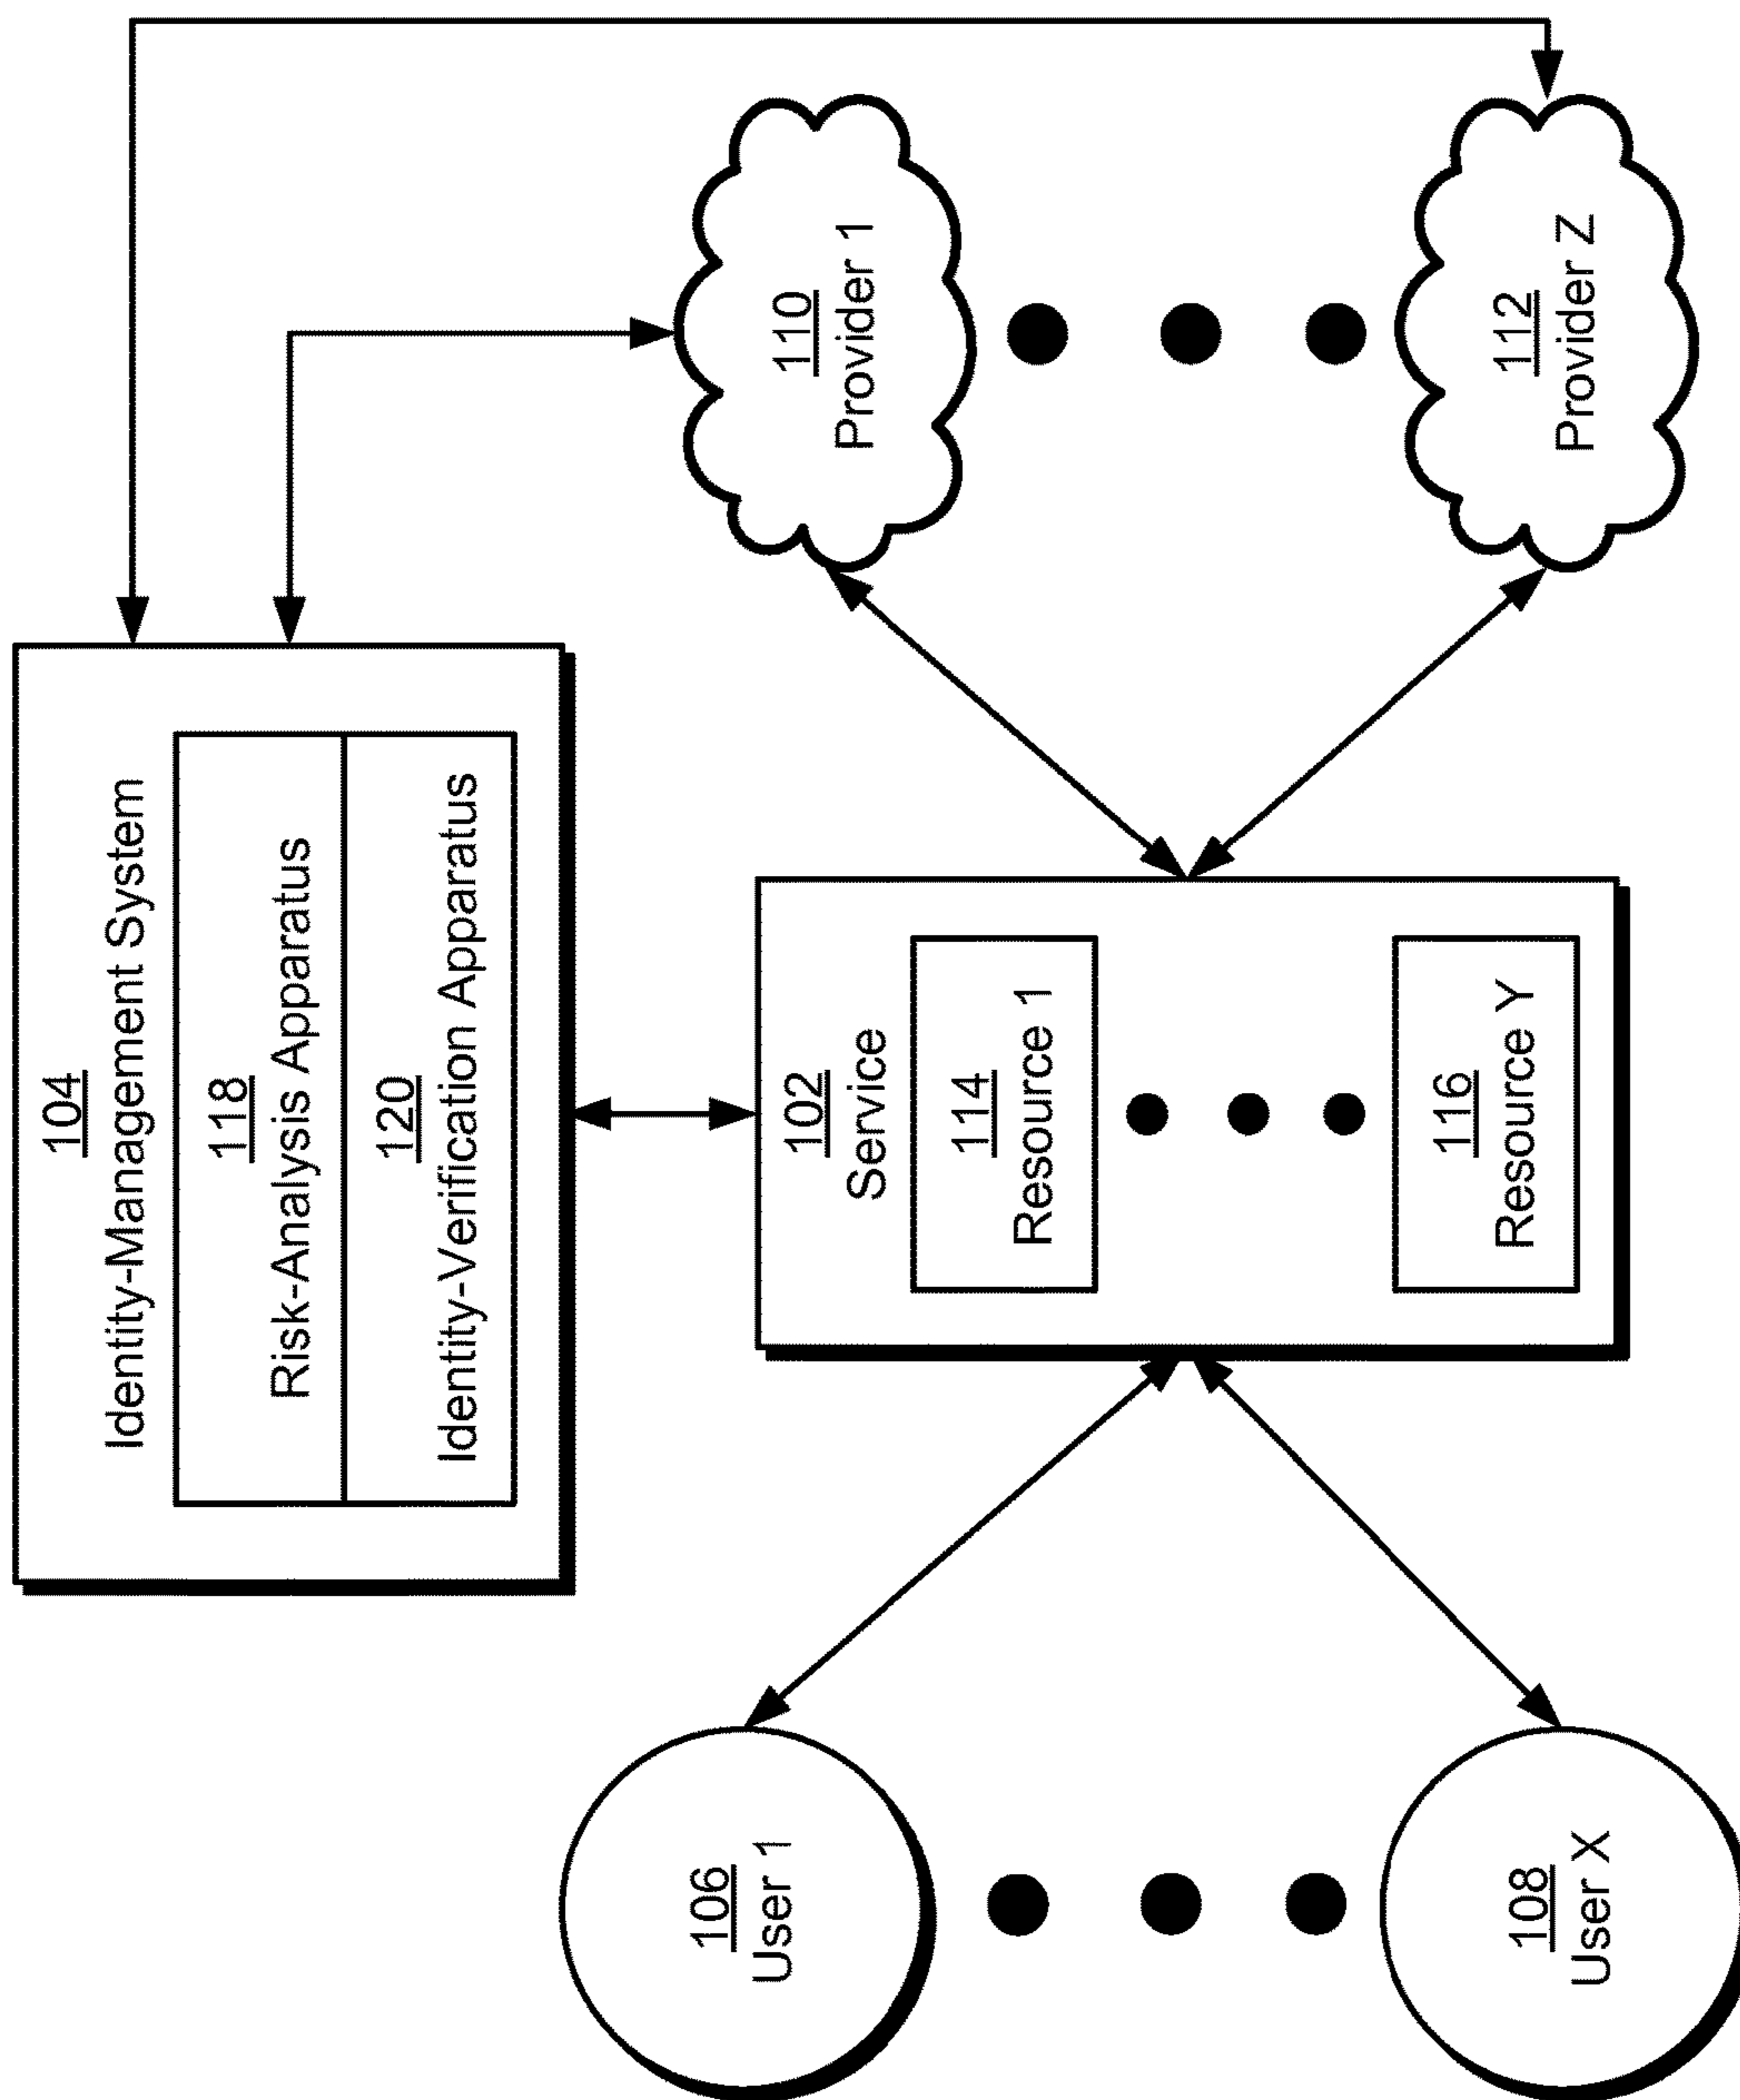 104
Identity-Management System
118
Risk-Analysis Apparatus
120
Identity-Verification Apparatus
106
User 1
108
User X
102
Service
114
Resource 1
116
Resource Y
110
Provider 1
112
Provider Z